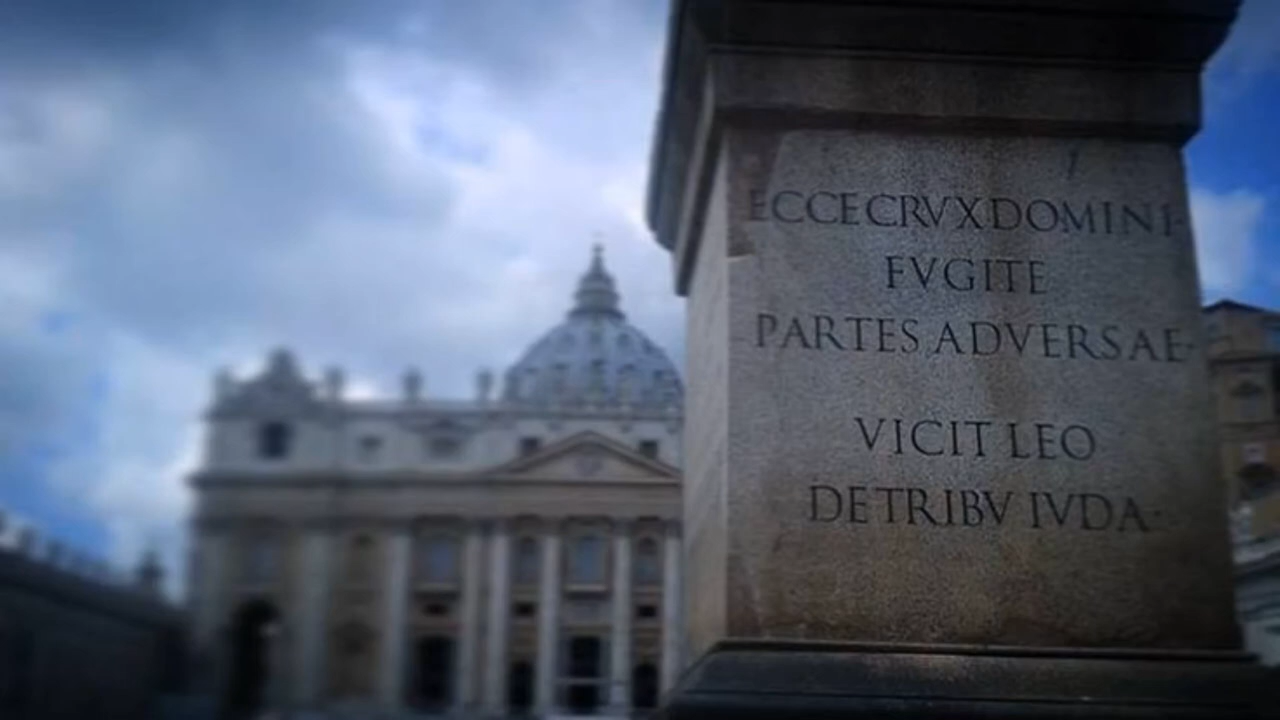 ECCE CRVX DOMINI·
FVGITE
PARTES ADVERSAE·
VICIT LEO
DE TRIBV IVDA·